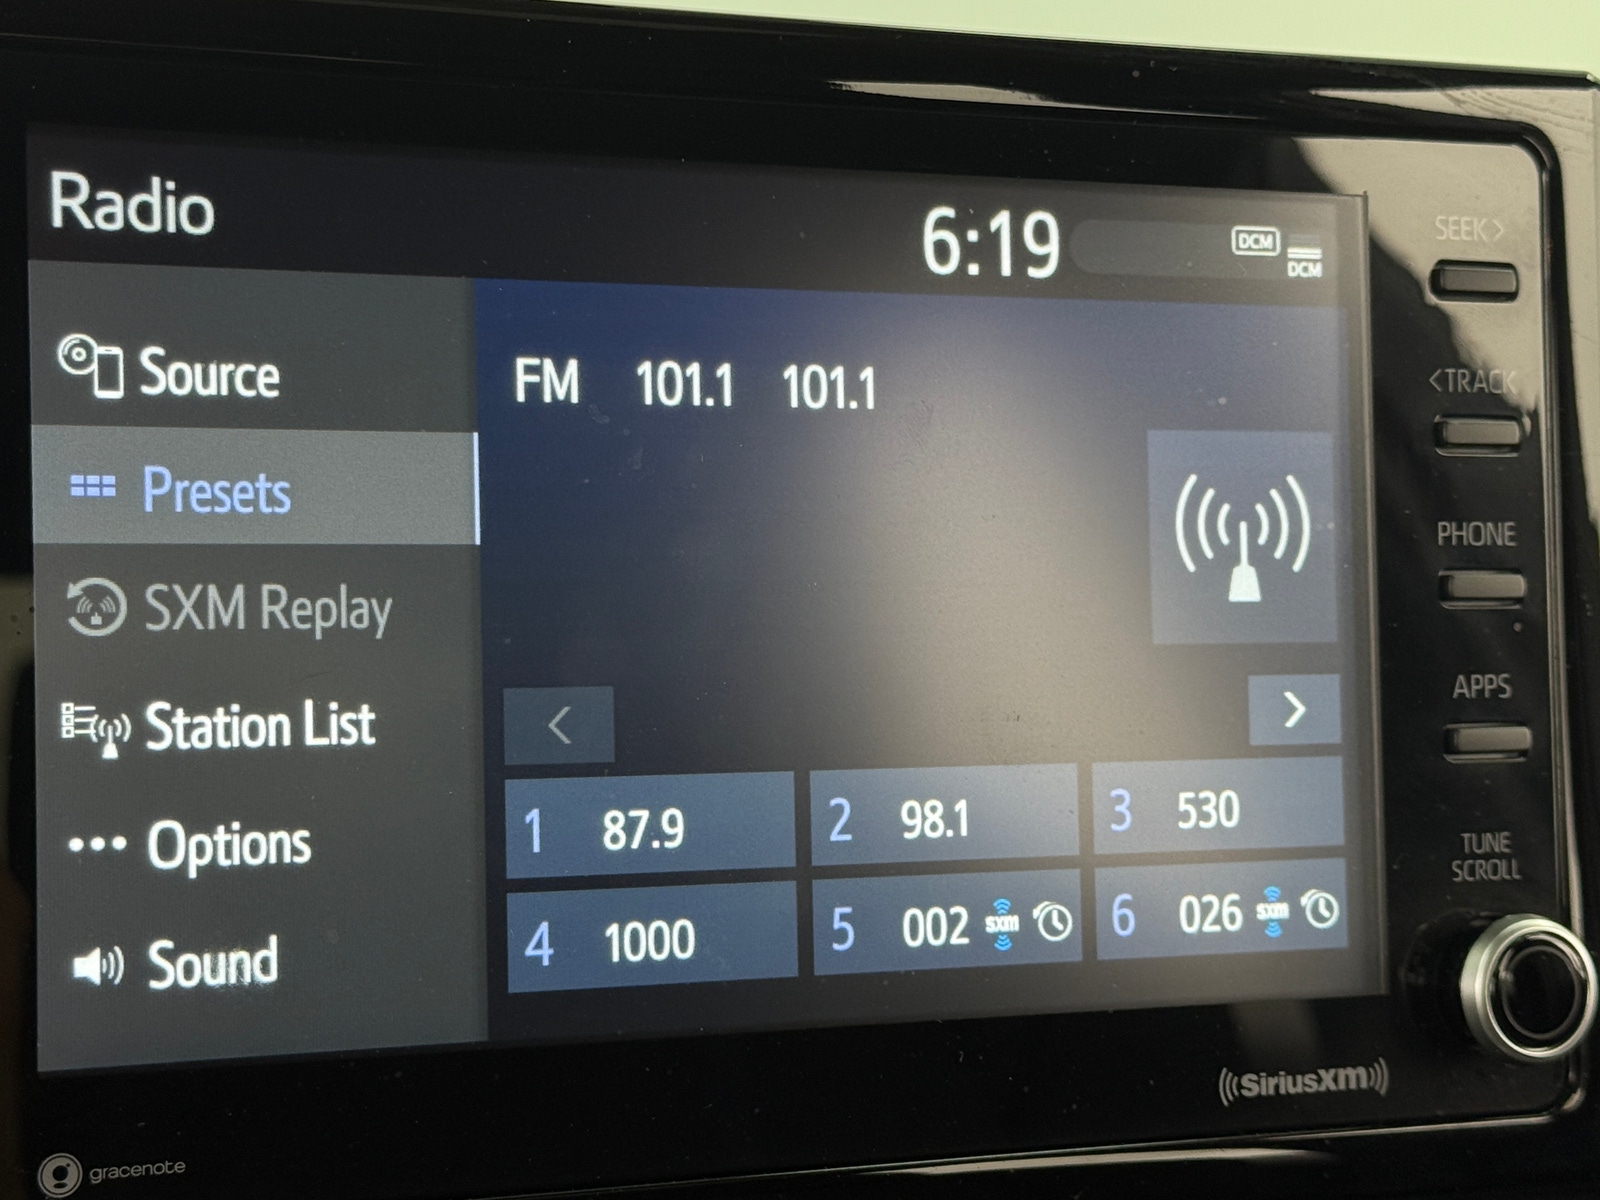 Radio
6:19
DCM
DCM
Source
Presets
SXM Replay
Station List
Options
Sound
FM 101.1 101.1
<
>
1 87.9
2 98.1
3 530
4 1000
5 002 sxm
6 026 sxm
SEEK>
<TRACK
PHONE
APPS
TUNE
SCROLL
((SiriusXM))
gracenote